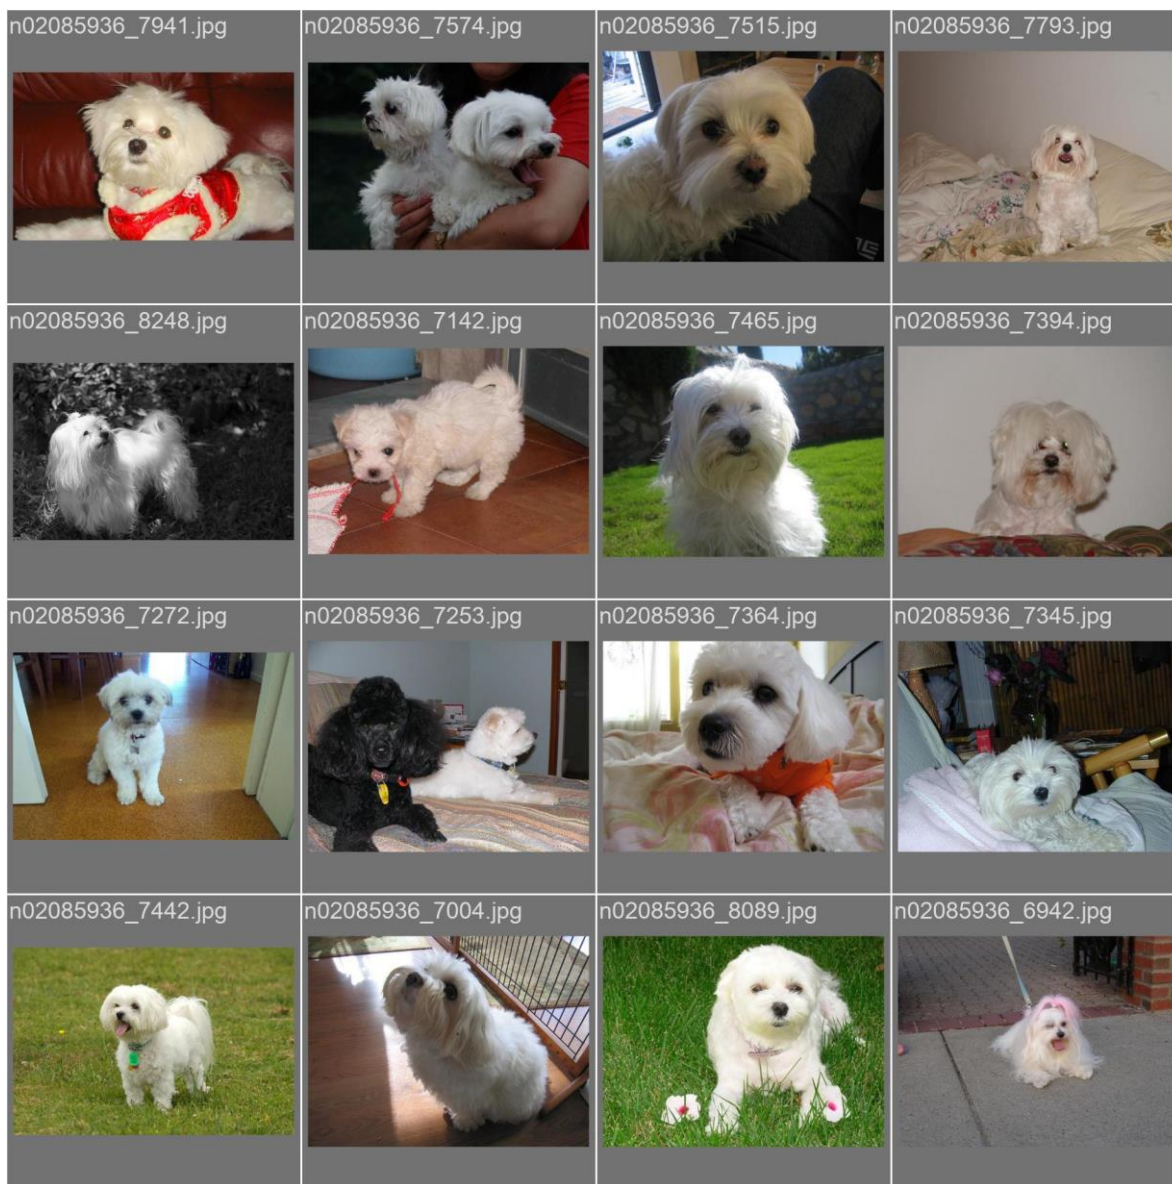 n02085936_7941.jpg
n02085936_7574.jpg
n02085936_7515.jpg
n02085936_7793.jpg
n02085936_8248.jpg
n02085936_7142.jpg
n02085936_7465.jpg
n02085936_7394.jpg
n02085936_7272.jpg
n02085936_7253.jpg
n02085936_7364.jpg
n02085936_7345.jpg
n02085936_7442.jpg
n02085936_7004.jpg
n02085936_8089.jpg
n02085936_6942.jpg